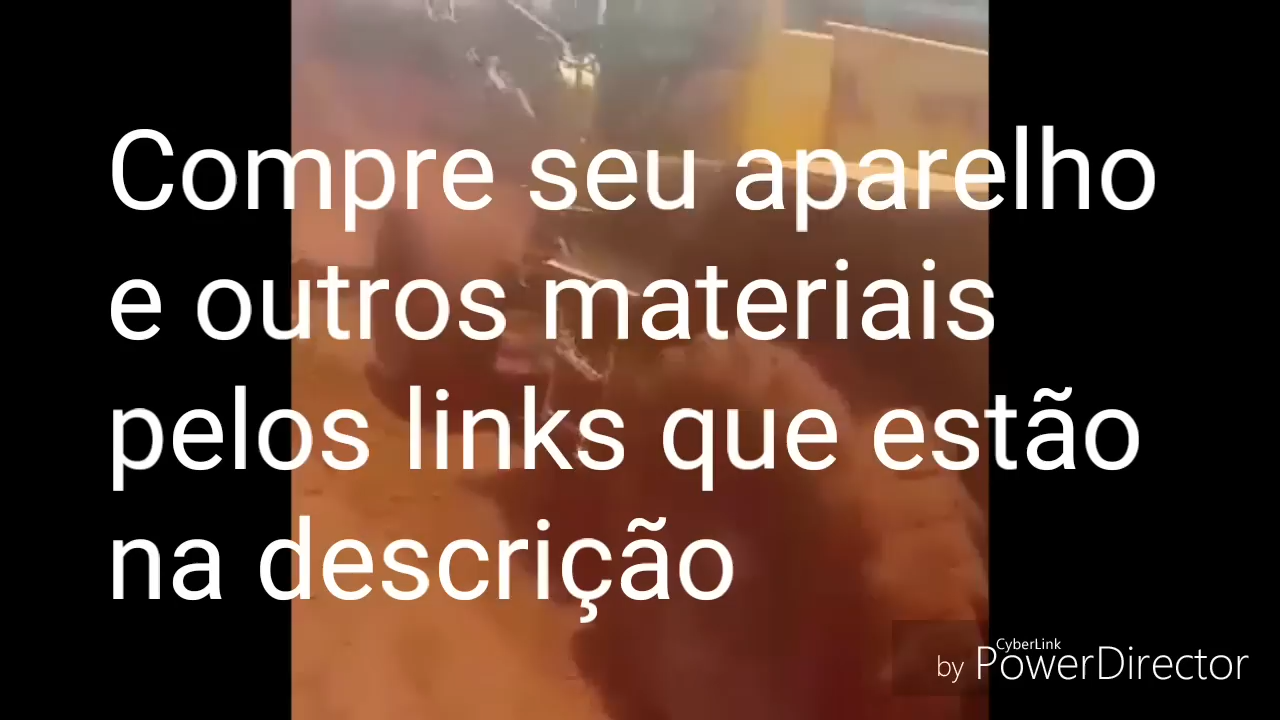 Compre seu aparelho
e outros materiais
pelos links que estão
na descrição
CyberLink
by PowerDirector